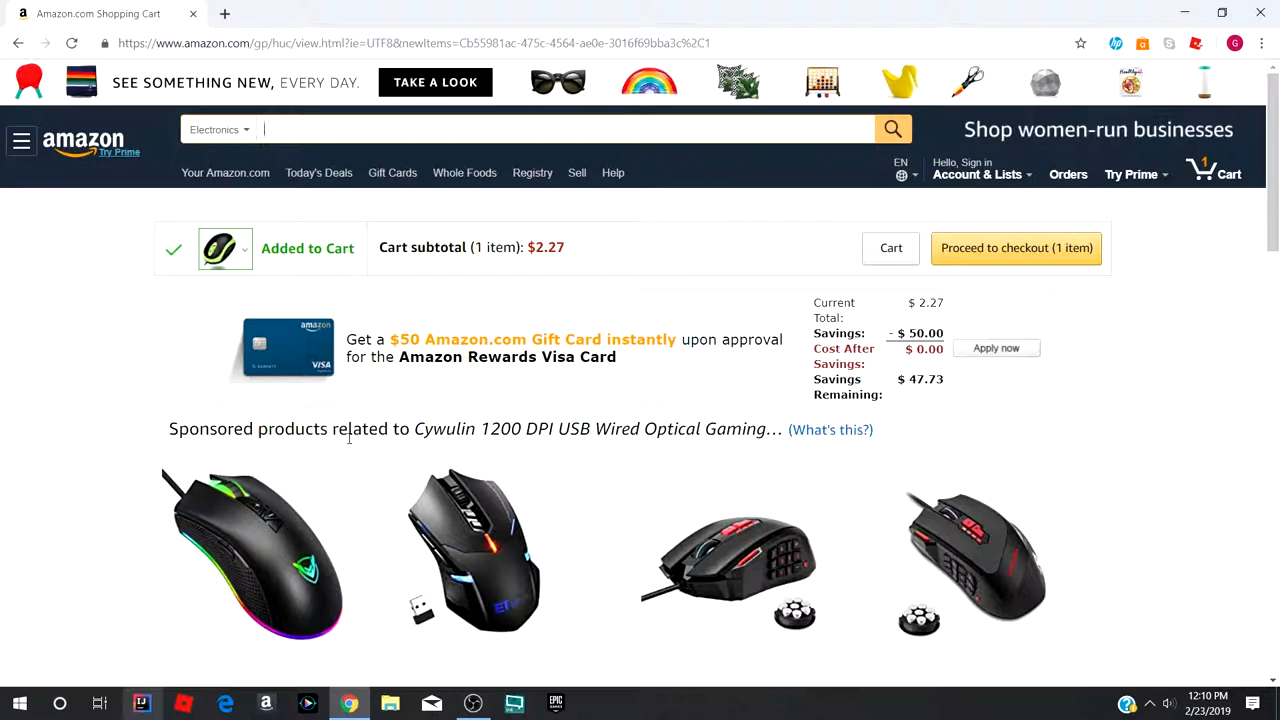 Amazon.com Shopping Cart
https://www.amazon.com/gp/huc/view.html?ie=UTF8&newItems=Cb55981ac-475c-4564-ae0e-3016f69bba3c%2C1
G
SEE SOMETHING NEW, EVERY DAY.
TAKE A LOOK
amazon
Try Prime
Electronics
Shop women-run businesses
Your Amazon.com
Today's Deals
Gift Cards
Whole Foods
Registry
Sell
Help
EN
Hello, Sign in
Account & Lists
Orders
Try Prime
1
Cart
Added to Cart
Cart subtotal (1 item): $2.27
Cart
Proceed to checkout (1 item)
amazon
VISA
Get a $50 Amazon.com Gift Card instantly upon approval
for the Amazon Rewards Visa Card
Current $ 2.27
Total:
Savings: - $ 50.00
Cost After $ 0.00
Savings:
Savings $ 47.73
Remaining:
Apply now
Sponsored products related to Cywulin 1200 DPI USB Wired Optical Gaming... (What's this?)
12:10 PM
2/23/2019